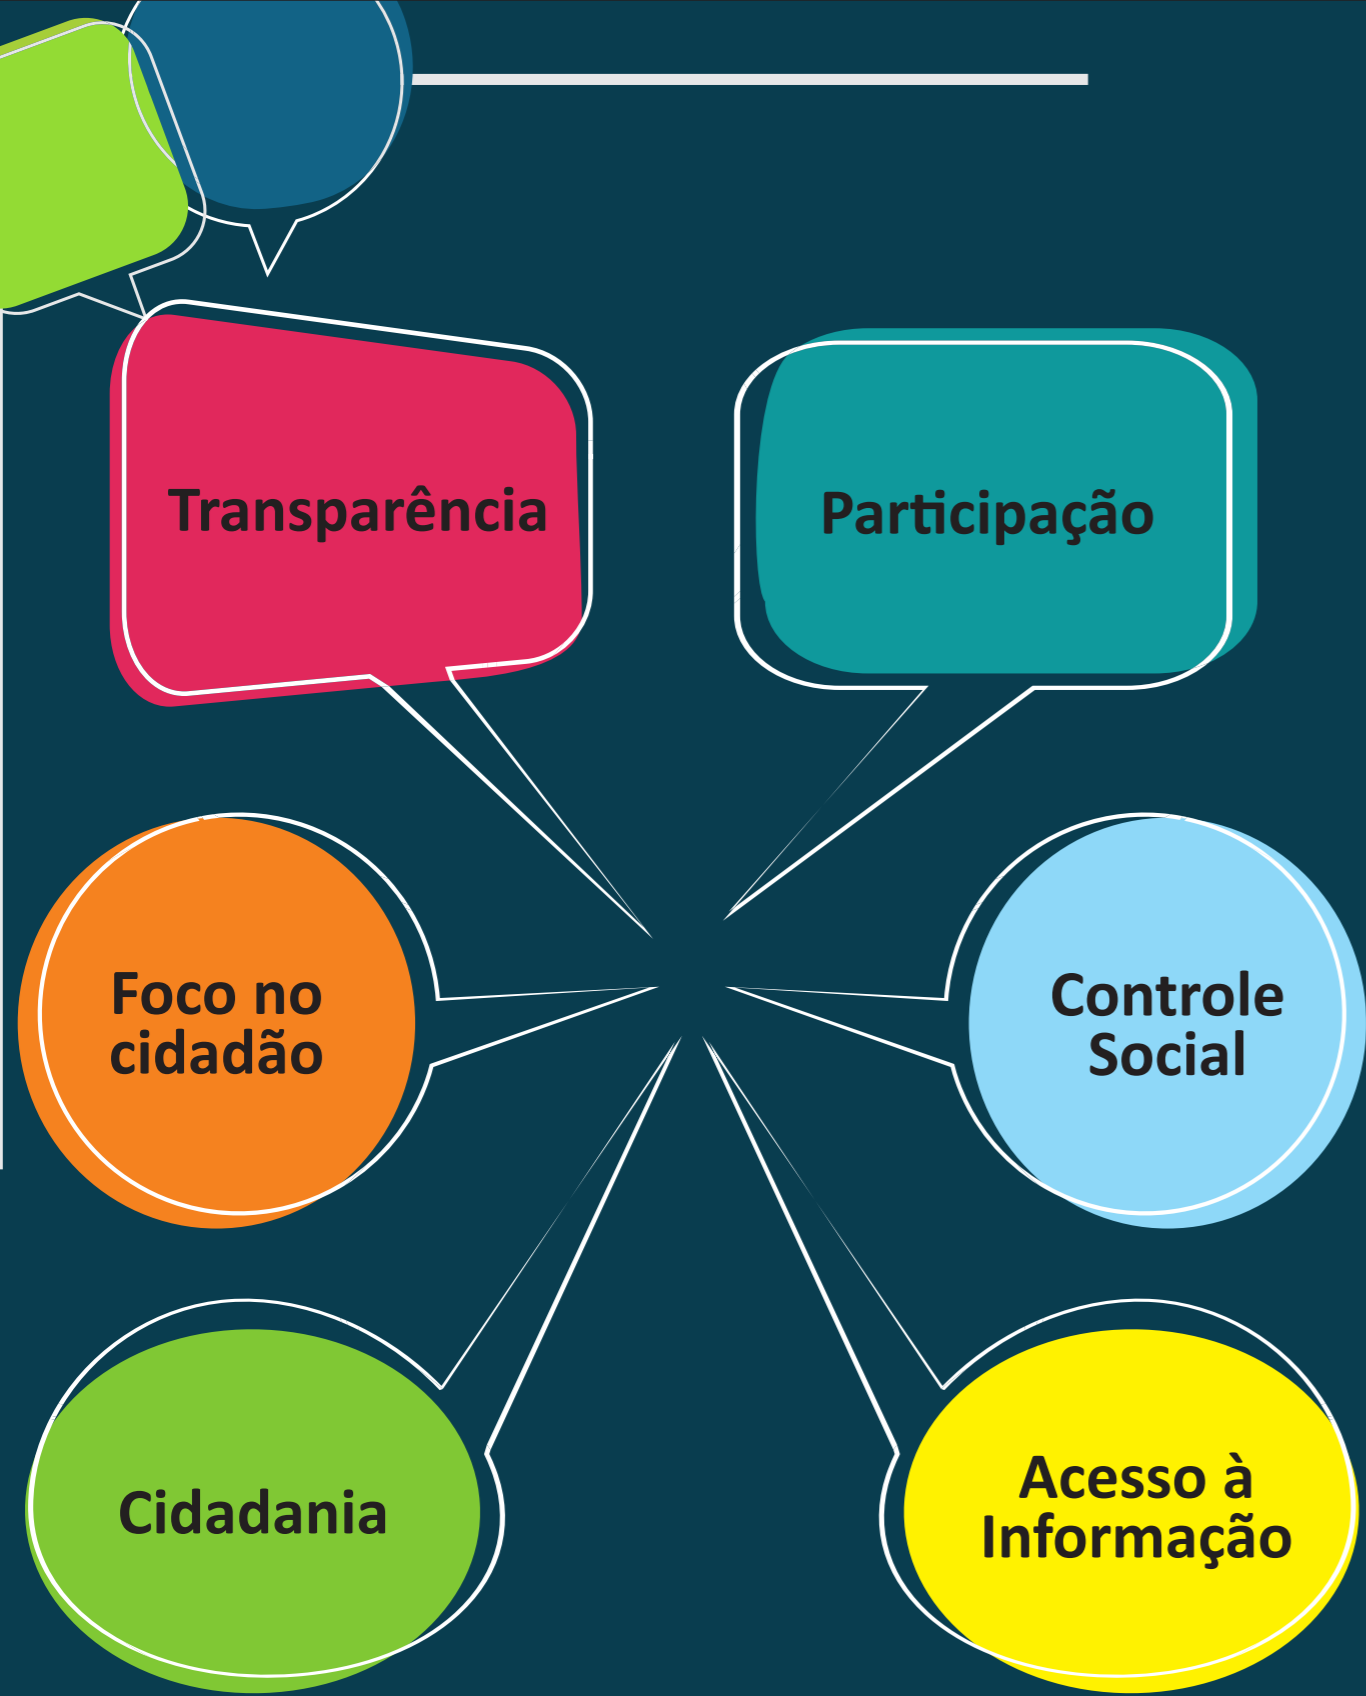 Transparência
Participação
Foco no
cidadão
Controle
Social
Cidadania
Acesso à
Informação